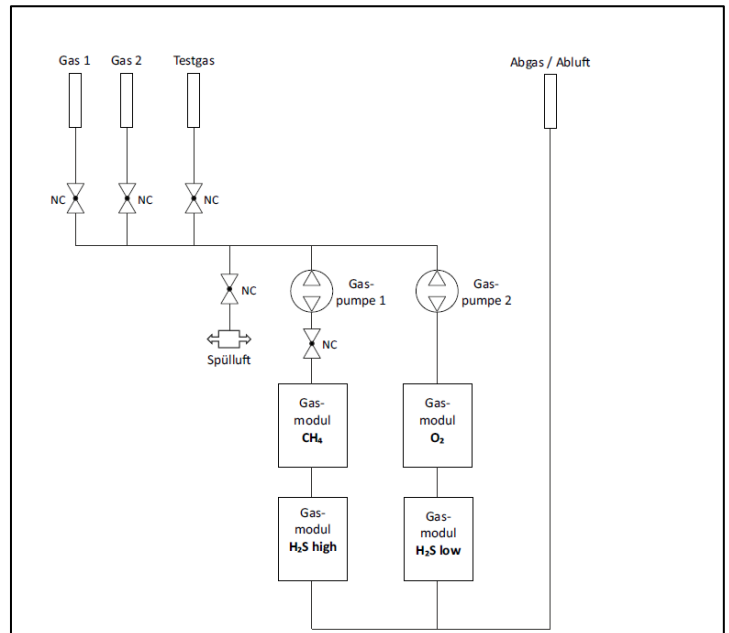 Gas 1
Gas 2
Testgas
Abgas / Abluft
NC
NC
NC
NC
Gas-
pumpe 1
Gas-
pumpe 2
Spülluft
NC
Gas-
modul
CH₄
Gas-
modul
O₂
Gas-
modul
H₂S high
Gas-
modul
H₂S low